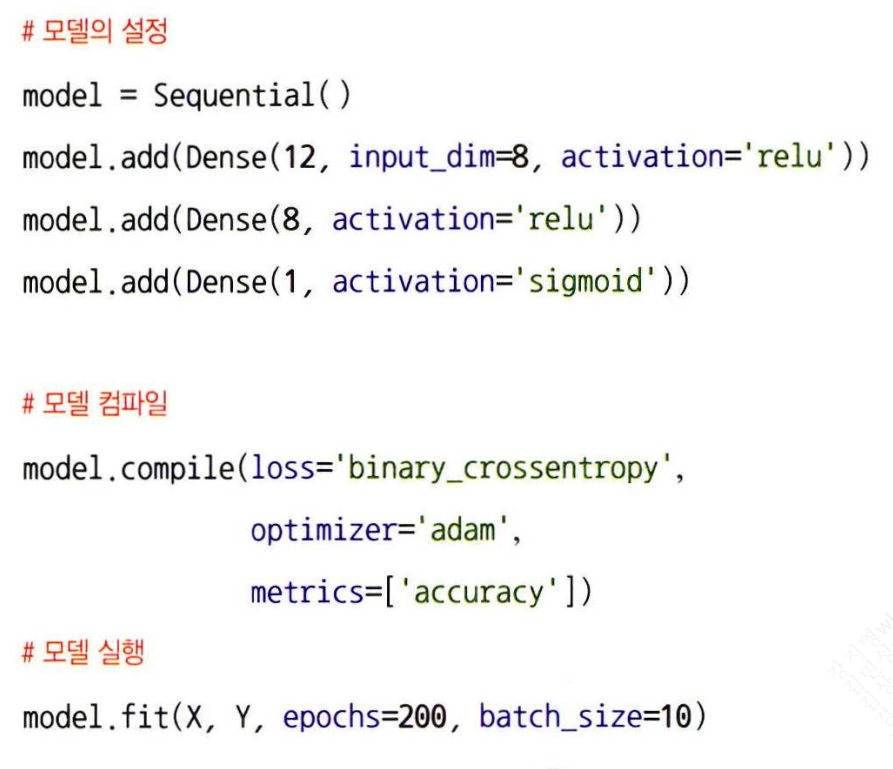 # 모델의 설정
model = Sequential()
model.add(Dense(12, input_dim=8, activation='relu'))
model.add(Dense(8, activation='relu'))
model.add(Dense(1, activation='sigmoid'))
# 모델 컴파일
model.compile(loss='binary_crossentropy',
optimizer='adam',
metrics=['accuracy'])
# 모델 실행
model.fit(X, Y, epochs=200, batch_size=10)